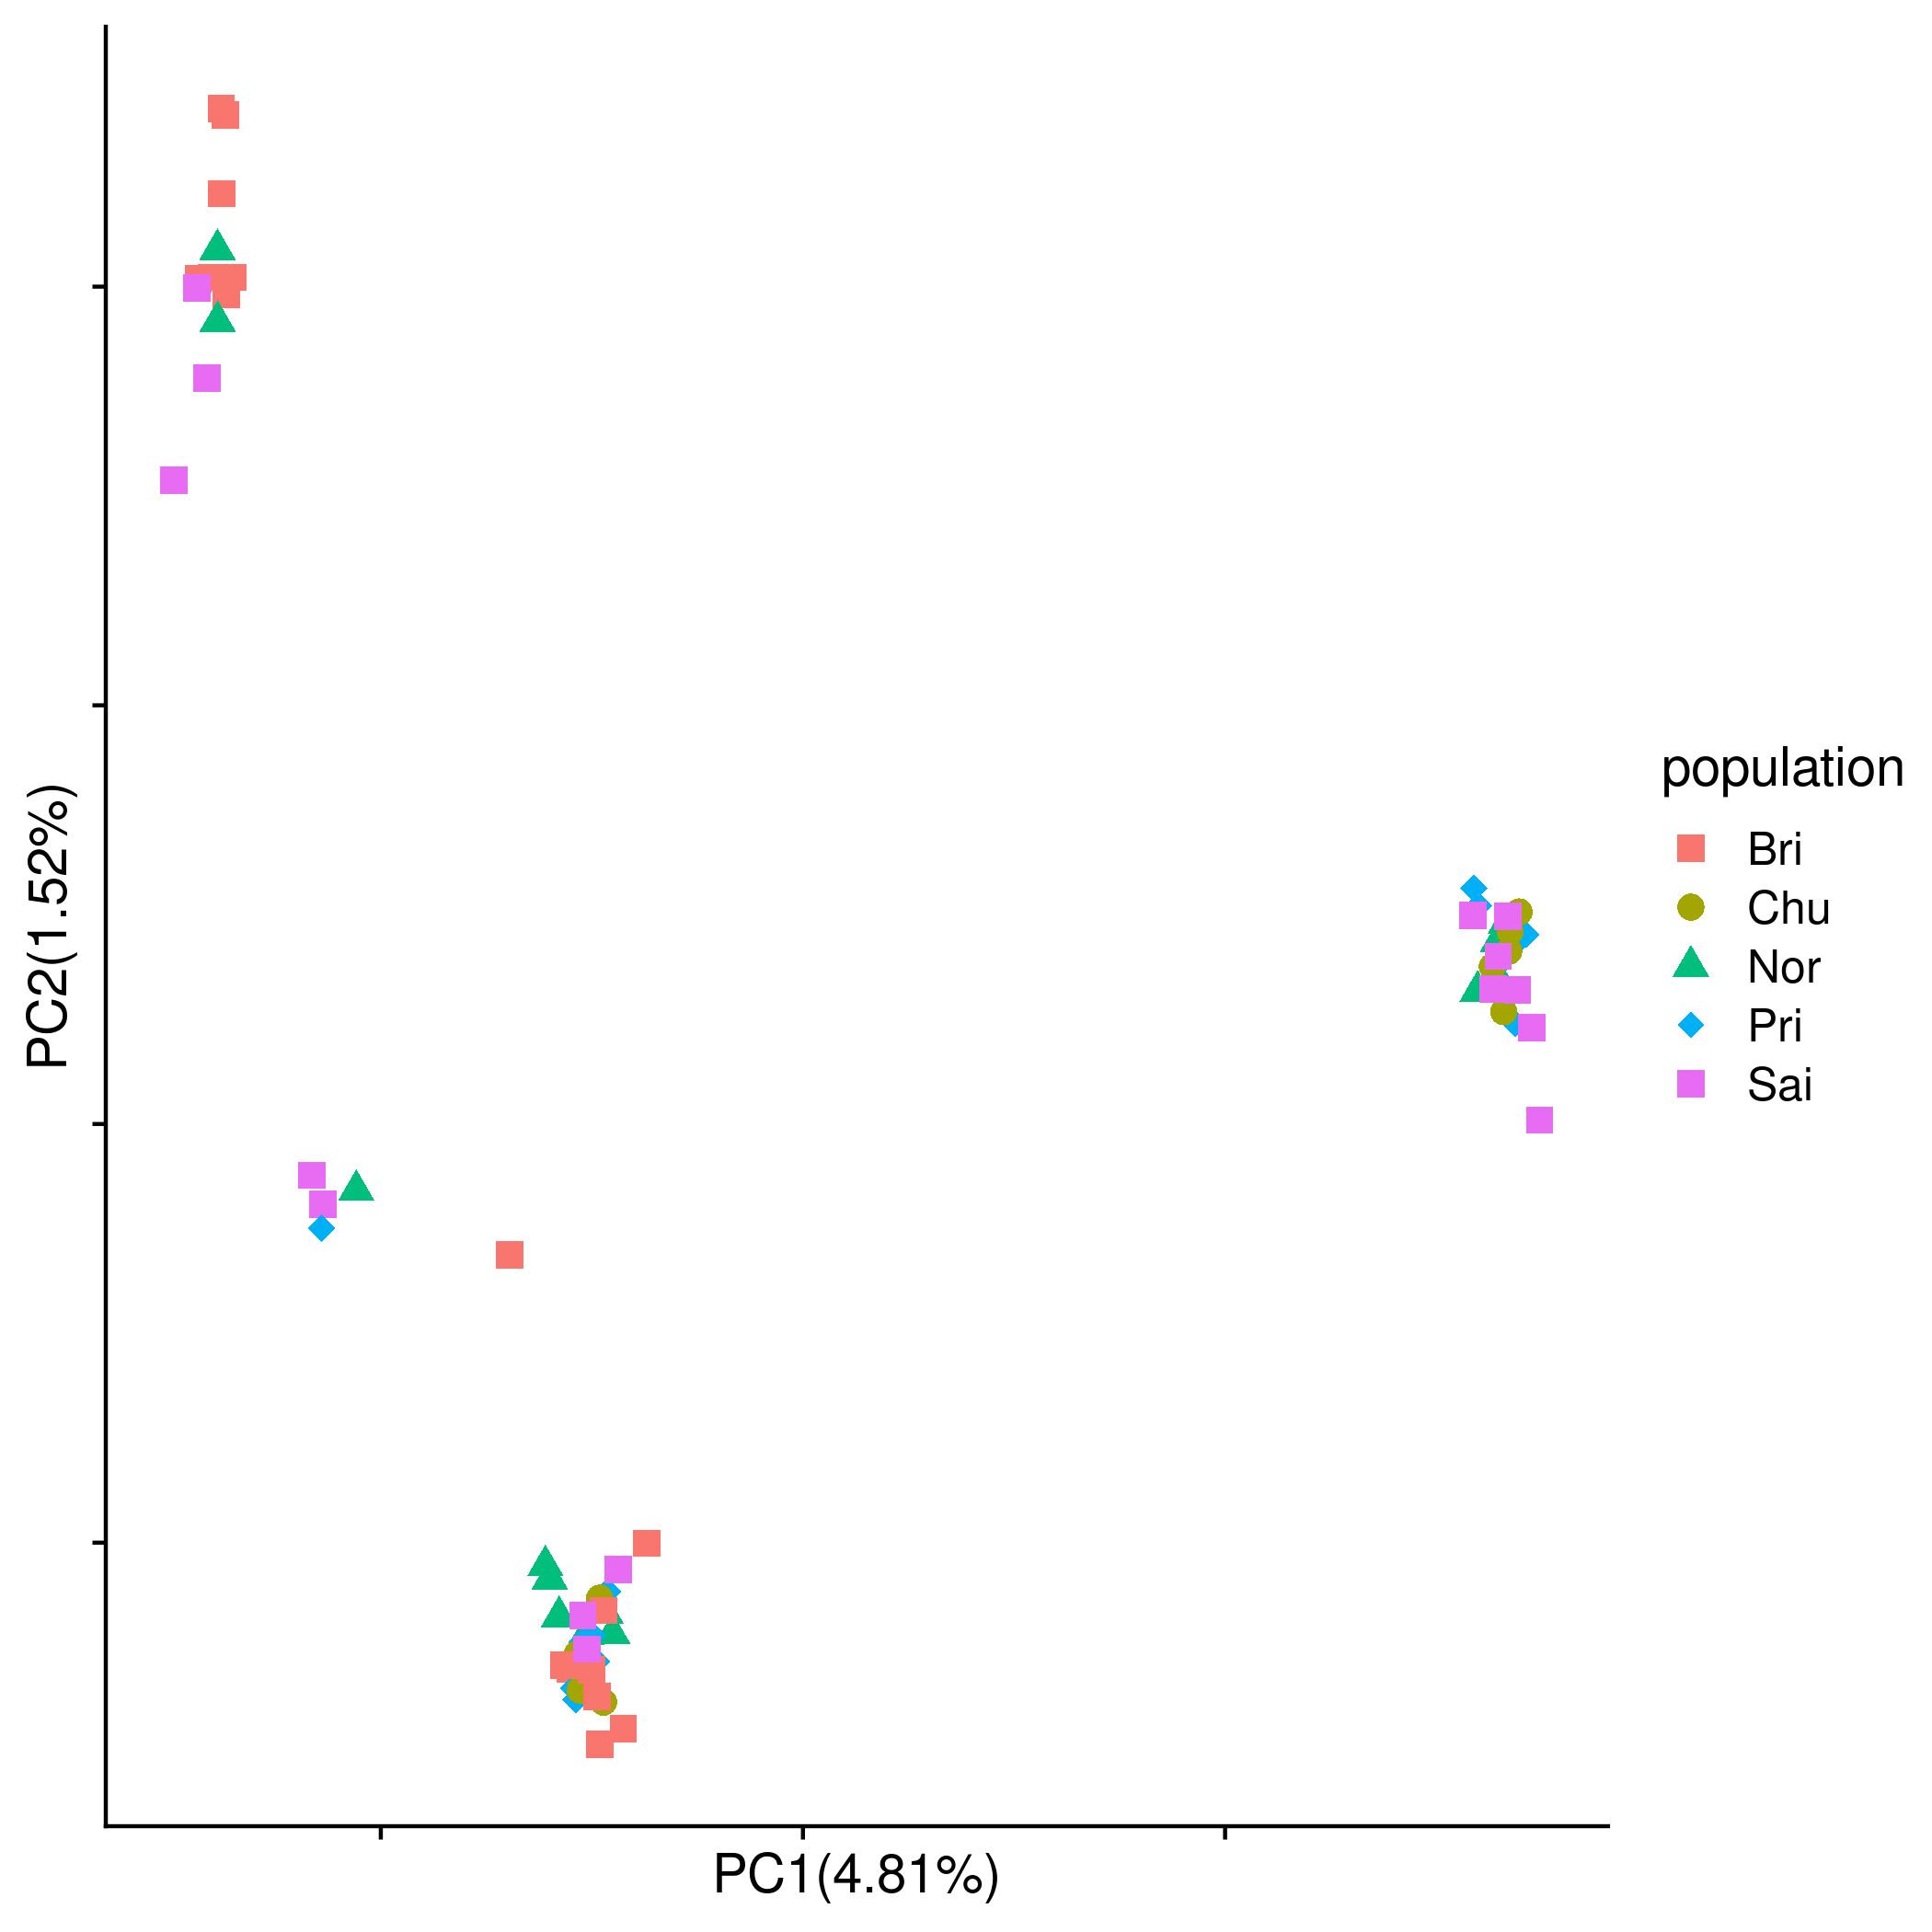 PC2(1.52%)
PC1(4.81%)
population
Bri
Chu
Nor
Pri
Sai